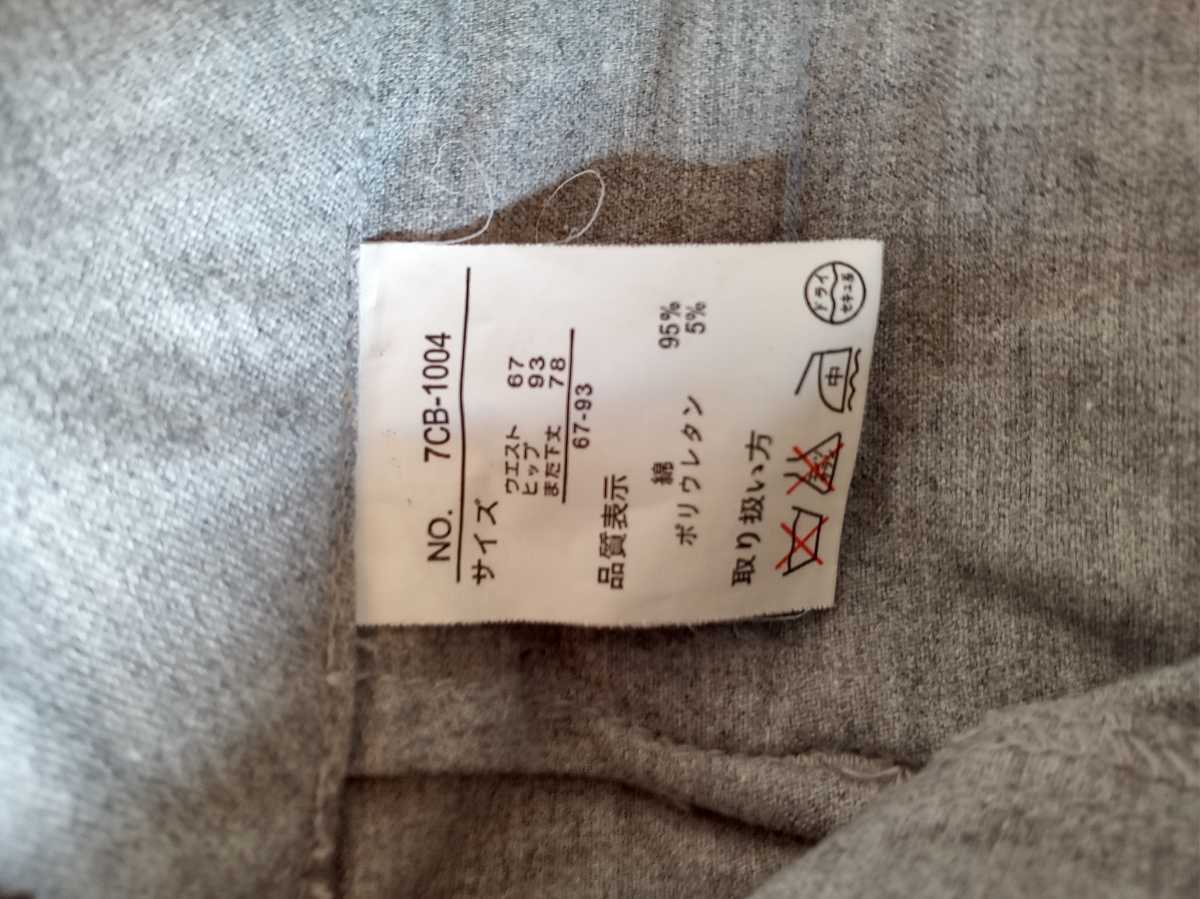 NO. 7CB-1004
サイズ
ウエスト 67
ヒップ 93
また下丈 78
67-93
品質表示
綿 95%
ポリウレタン 5%
取り扱い方
中
ドライ
セキユ系